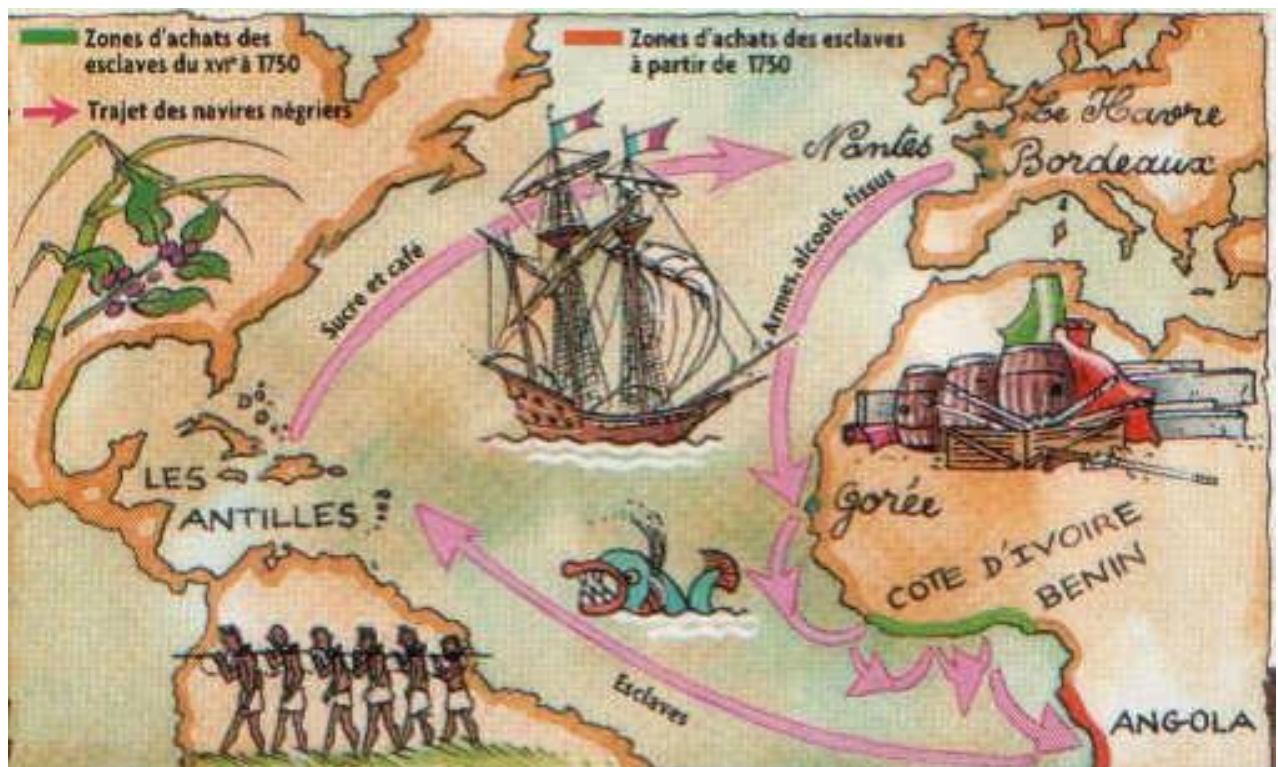 Zones d'achats des
esclaves du XVIe à 1750
Trajet des navires négriers
Zones d'achats des esclaves
à partir de 1750
Nantes
Le Havre
Bordeaux
Armes, alcools, tissus
Sucre et café
LES
ANTILLES
Gorée
COTE D'IVOIRE
BENIN
Esclaves
ANGOLA